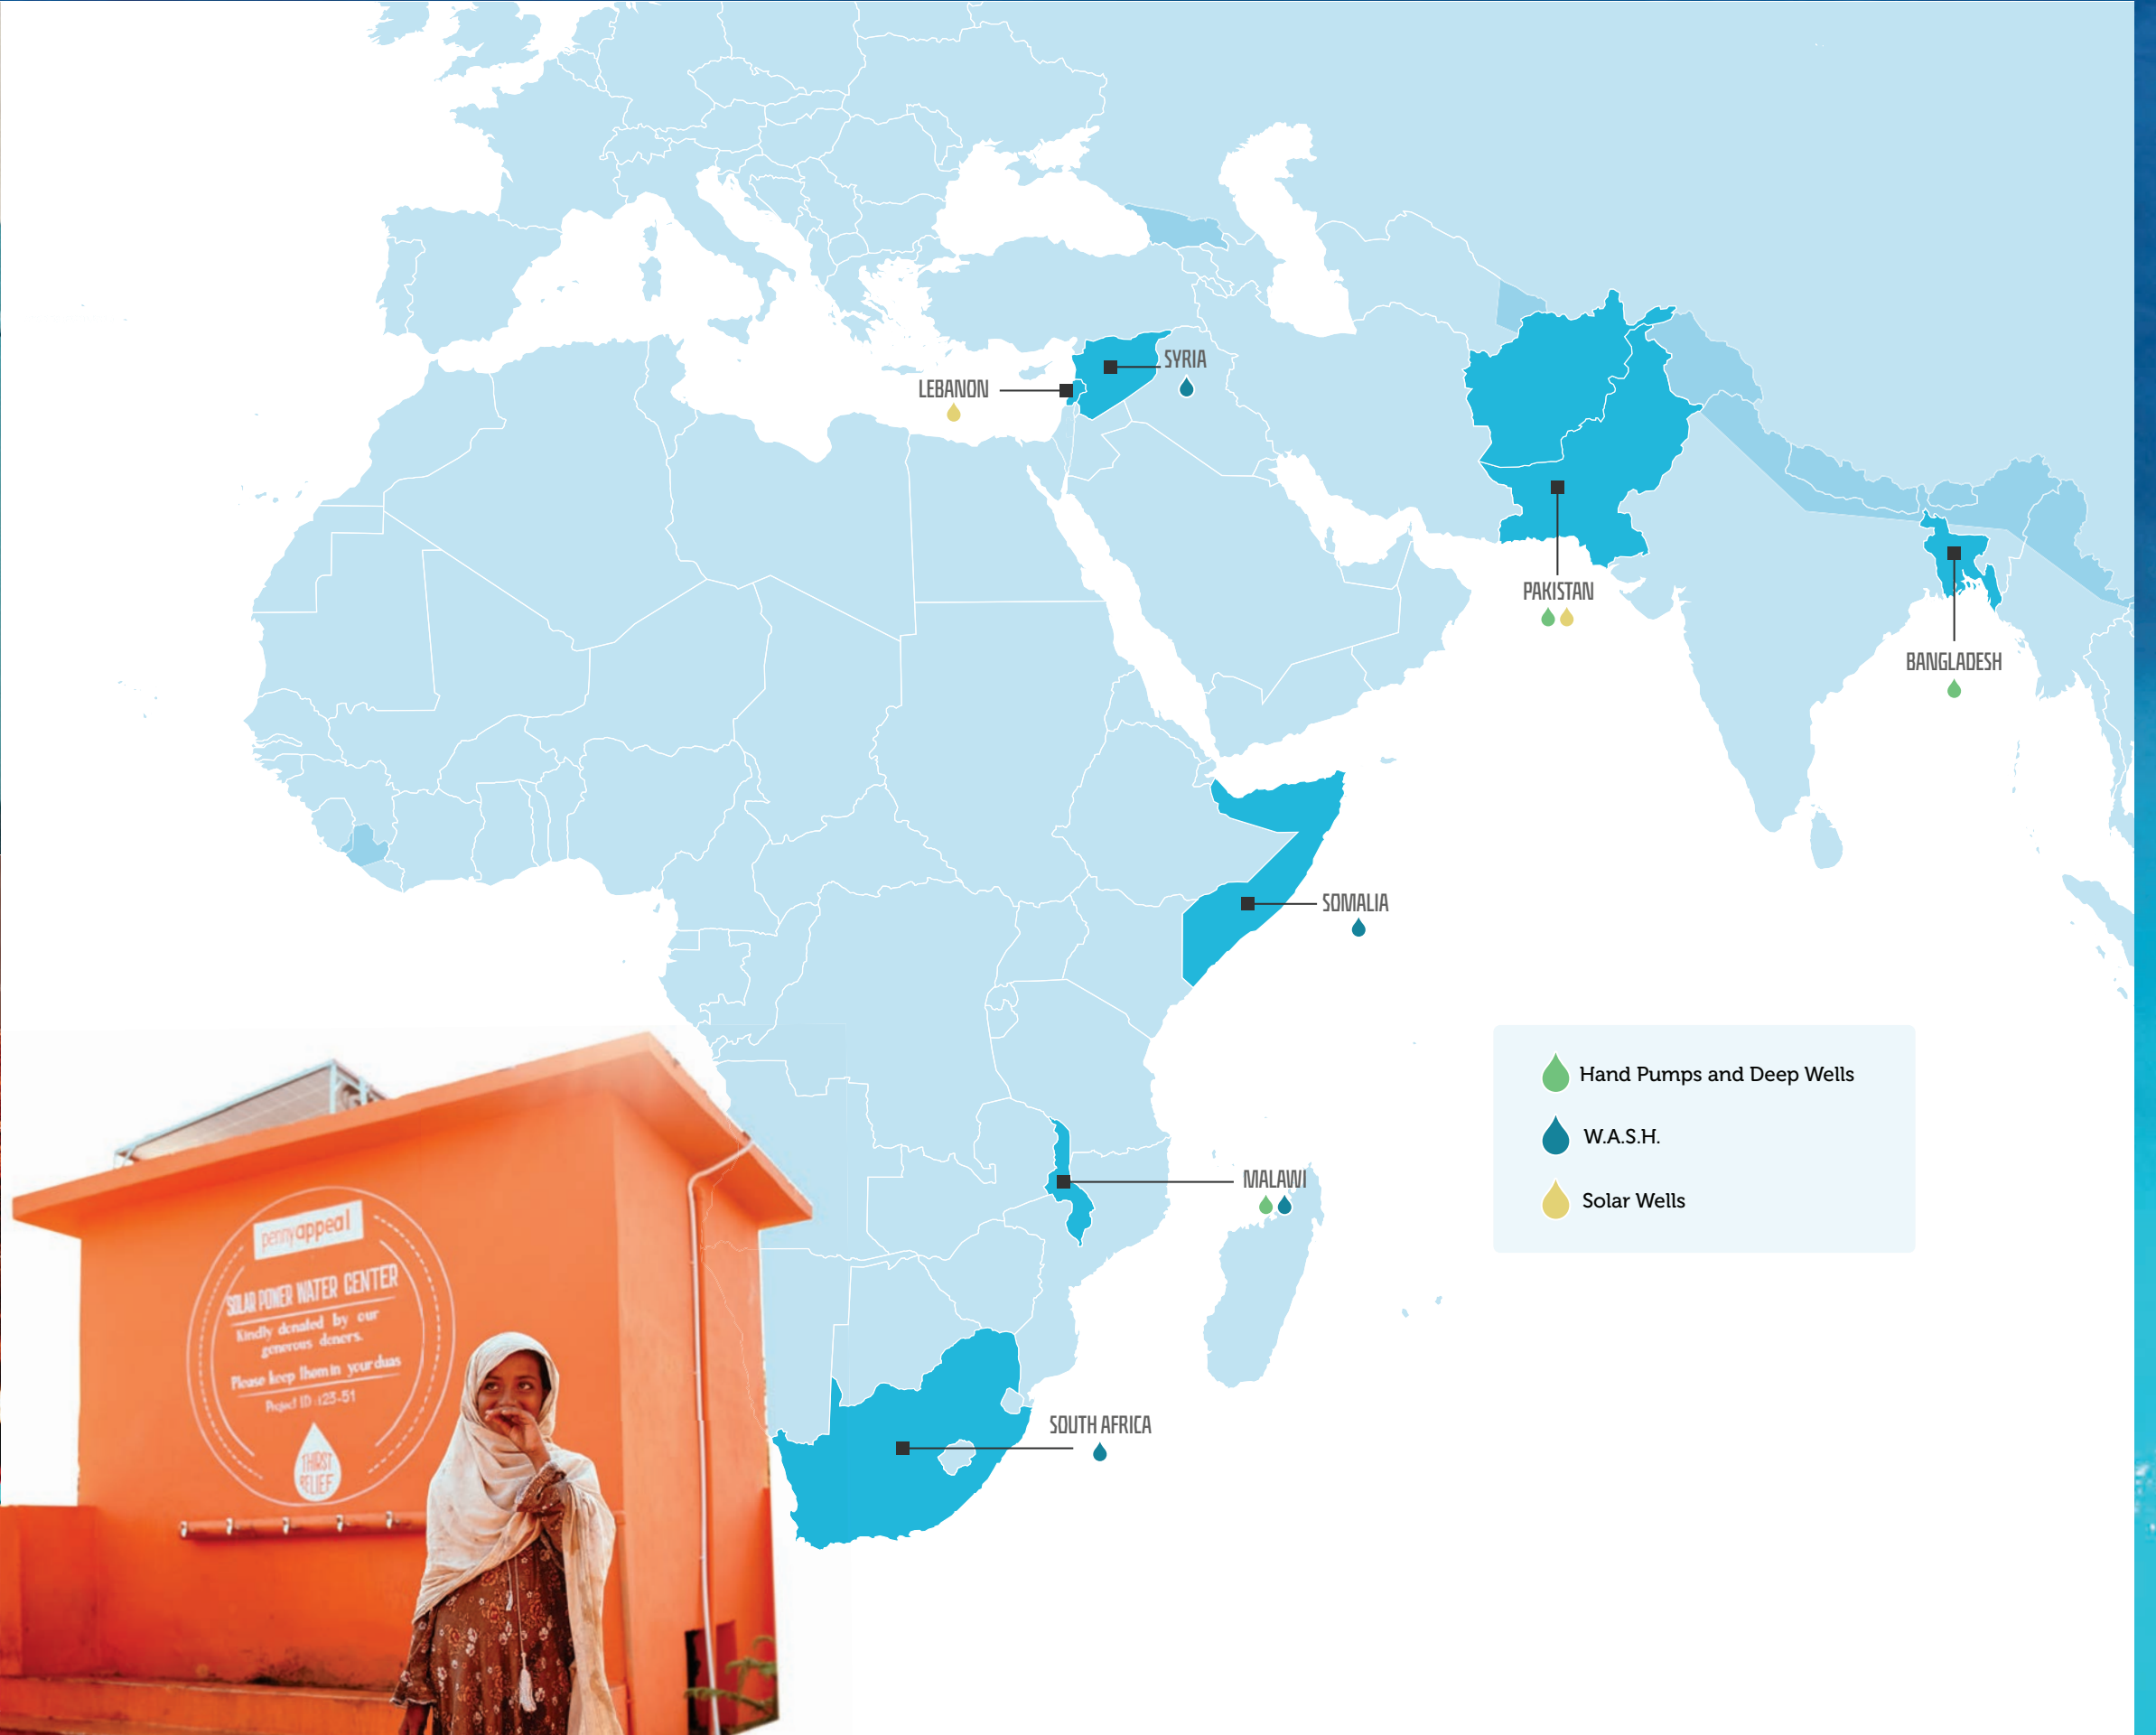 SYRIA
LEBANON
PAKISTAN
BANGLADESH
SOMALIA
Hand Pumps and Deep Wells
W.A.S.H.
Solar Wells
MALAWI
SOUTH AFRICA
pennyappeal
SOLAR POWER WATER CENTER
Kindly donated by our
generous doners.
Please keep them in your duas
Project ID :123-51
THIRST
RELIEF